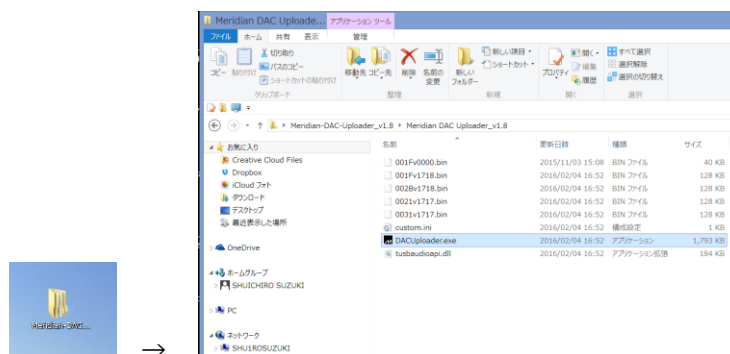 Meridian DAC Uploade...
アプリケーション ツール
ファイル ホーム 共有 表示 管理
コピー 貼り付け
切り取り
パスのコピー
ショートカットの貼り付け
移動先 コピー先 削除 名前の変更
新しいフォルダー
新しい項目
ショートカット
プロパティ
開く
編集
履歴
すべて選択
選択解除
選択の切り替え
クリップボード 整理 新規 開く 選択
Meridian-DAC-Uploader_v1.8 Meridian DAC Uploader_v1.8
お気に入り
Creative Cloud Files
Dropbox
iCloud フォト
ダウンロード
デスクトップ
最近表示した場所
OneDrive
ホームグループ
SHUICHIRO SUZUKI
PC
ネットワーク
SHU1ROSUZUKI
名前 更新日時 種類 サイズ
001Fv0000.bin 2015/11/03 15:08 BIN ファイル 40 KB
001Fv1718.bin 2016/02/04 16:52 BIN ファイル 128 KB
002Bv1718.bin 2016/02/04 16:52 BIN ファイル 128 KB
0021v1717.bin 2016/02/04 16:52 BIN ファイル 128 KB
0031v1717.bin 2016/02/04 16:52 BIN ファイル 128 KB
custom.ini 2016/02/04 16:52 構成設定 1 KB
DACUploader.exe 2016/02/04 16:52 アプリケーション 1,793 KB
tusbaudioapi.dll 2016/02/04 16:52 アプリケーション拡張 184 KB
Meridian-DAC...
→